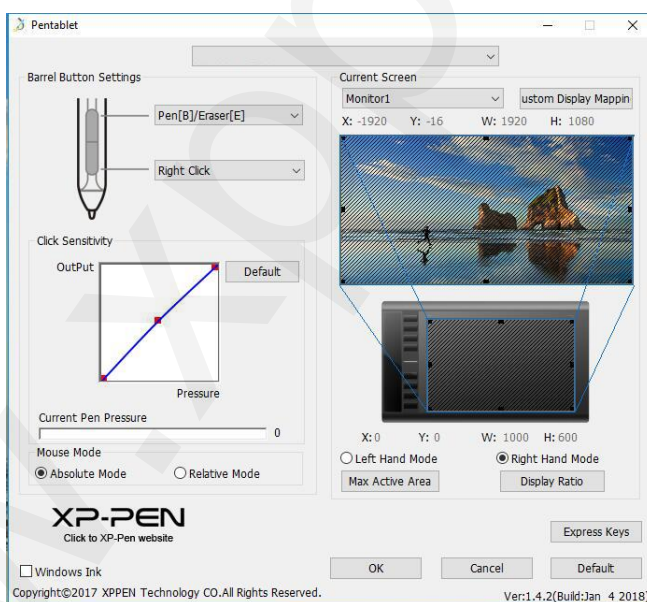 Pentablet
Barrel Button Settings
Pen[B]/Eraser[E]
Right Click
Click Sensitivity
OutPut
Default
Pressure
Current Pen Pressure
0
Mouse Mode
Absolute Mode
Relative Mode
XP-PEN
Click to XP-Pen website
Windows Ink
Copyright©2017 XPPEN Technology CO.All Rights Reserved.
Current Screen
Monitor1
ustom Display Mappin
X: -1920 Y: -16 W: 1920 H: 1080
X: 0 Y: 0 W: 1000 H: 600
Left Hand Mode
Right Hand Mode
Max Active Area
Display Ratio
Express Keys
OK
Cancel
Default
Ver:1.4.2(Build:Jan 4 2018)